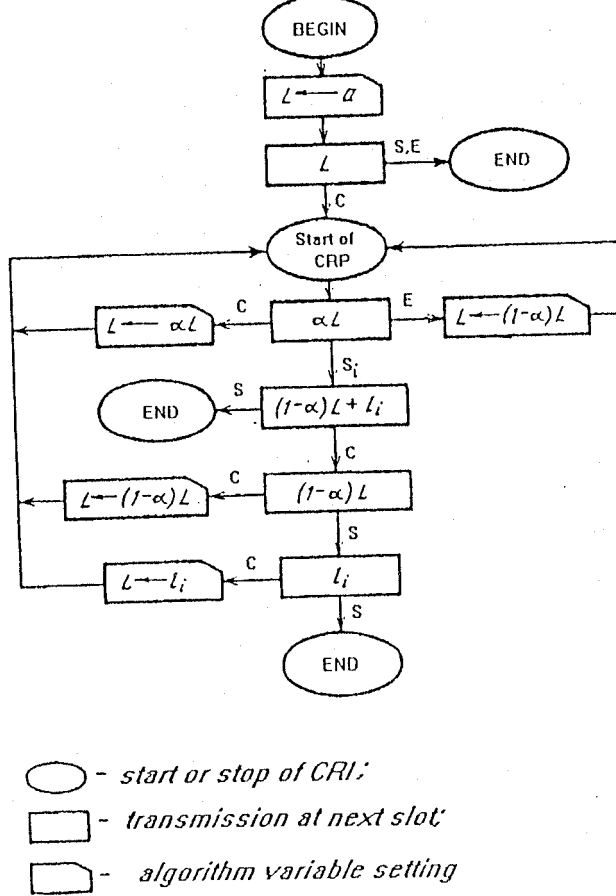 BEGIN
L ← a
L
S,E
END
C
Start of
CRP
L ← αL
C
αL
E
L ← (1-α)L
S_i
END
S
(1-α)L + l_i
C
L ← (1-α)L
C
(1-α)L
S
L ← l_i
C
l_i
S
END
- start or stop of CRI;
- transmission at next slot;
- algorithm variable setting